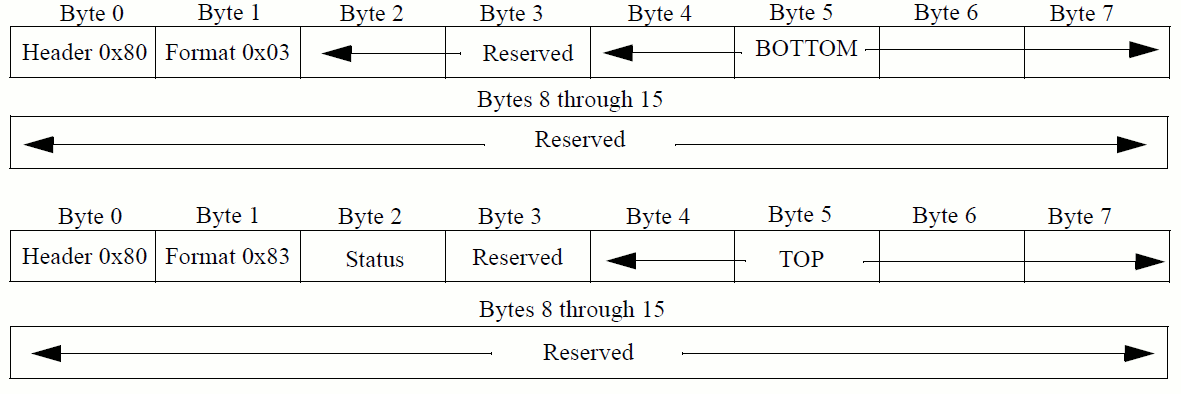 Byte 0 Byte 1 Byte 2 Byte 3 Byte 4 Byte 5 Byte 6 Byte 7
Header 0x80 Format 0x03 Reserved BOTTOM
Bytes 8 through 15
Reserved
Byte 0 Byte 1 Byte 2 Byte 3 Byte 4 Byte 5 Byte 6 Byte 7
Header 0x80 Format 0x83 Status Reserved TOP
Bytes 8 through 15
Reserved